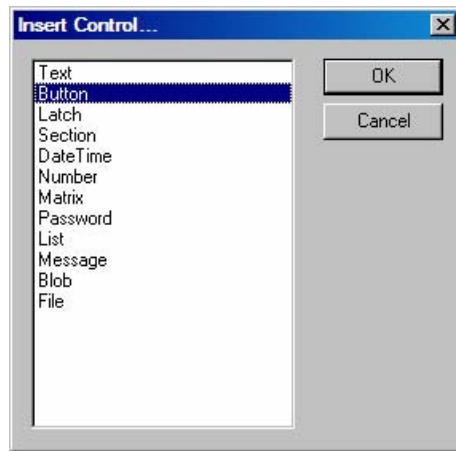 Insert Control...
Text
Button
Latch
Section
DateTime
Number
Matrix
Password
List
Message
Blob
File
OK
Cancel